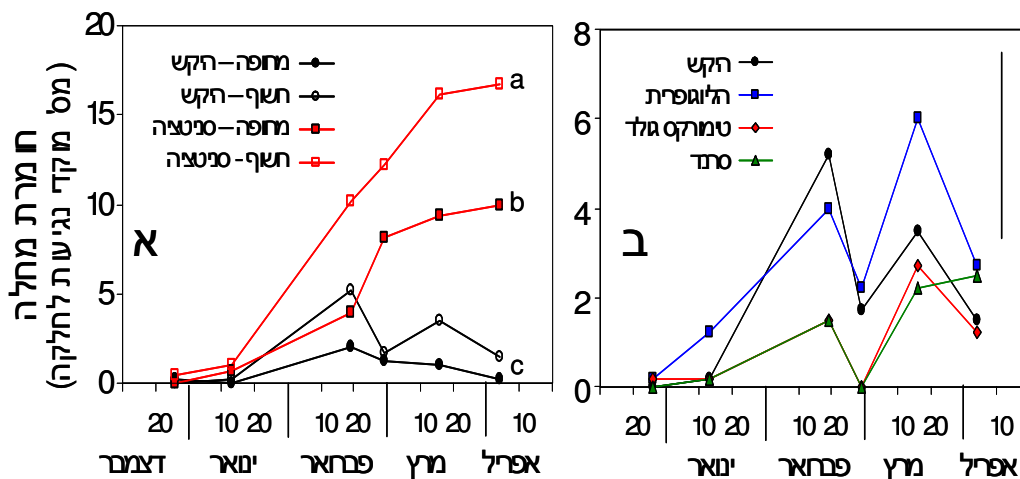 חומרת מחלה
(מס' מוקדי נגיעות לחלקה)
20
15
10
5
0
מחופה – היקש
חשוף – היקש
מחופה – סניטציה
חשוף - סניטציה
א
a
b
c
20 10 20 10 20 10 20 10
דצמבר ינואר פברואר מרץ אפריל
8
6
4
2
0
היקש
הליוגופרית
טימורקס גולד
סרנד
ב
20 10 20 10 20 10 20 10
ינואר פברואר מרץ אפריל